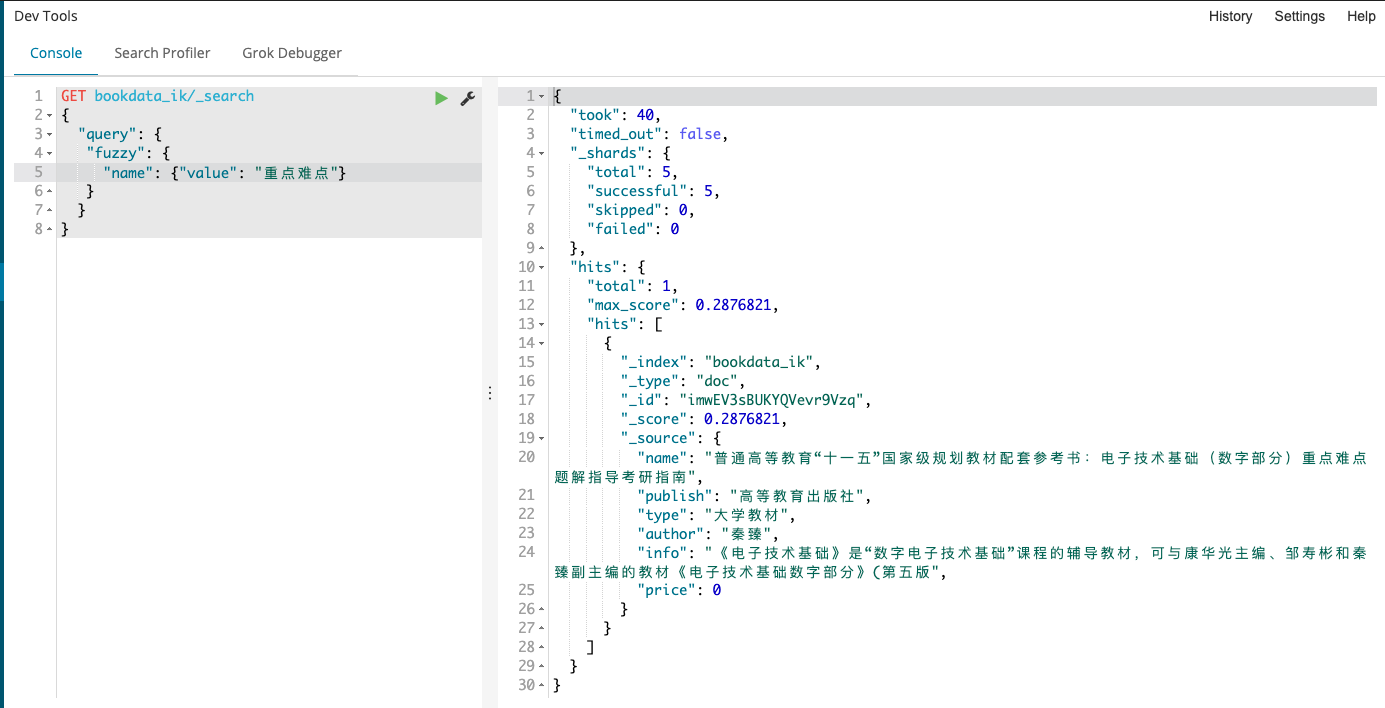 Dev Tools
History Settings Help
Console Search Profiler Grok Debugger
1 GET bookdata_ik/_search
2 {
3 "query": {
4 "fuzzy": {
5 "name": {"value": "重点难点"}
6 }
7 }
8 }
1 {
2 "took": 40,
3 "timed_out": false,
4 "_shards": {
5 "total": 5,
6 "successful": 5,
7 "skipped": 0,
8 "failed": 0
9 },
10 "hits": {
11 "total": 1,
12 "max_score": 0.2876821,
13 "hits": [
14 {
15 "_index": "bookdata_ik",
16 "_type": "doc",
17 "_id": "imwEV3sBUKYQVevr9Vzq",
18 "_score": 0.2876821,
19 "_source": {
20 "name": "普通高等教育“十一五”国家级规划教材配套参考书：电子技术基础（数字部分）重点难点
题解指导考研指南",
21 "publish": "高等教育出版社",
22 "type": "大学教材",
23 "author": "秦臻",
24 "info": "《电子技术基础》是“数字电子技术基础”课程的辅导教材，可与康华光主编、邹寿彬和秦
臻副主编的教材《电子技术基础数字部分》(第五版",
25 "price": 0
26 }
27 }
28 ]
29 }
30 }